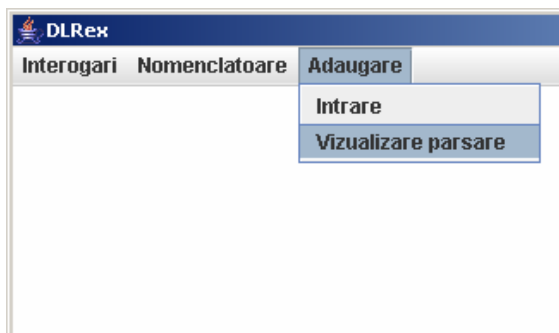 DLRex
Interogari Nomenclatoare Adaugare
Intrare
Vizualizare parsare